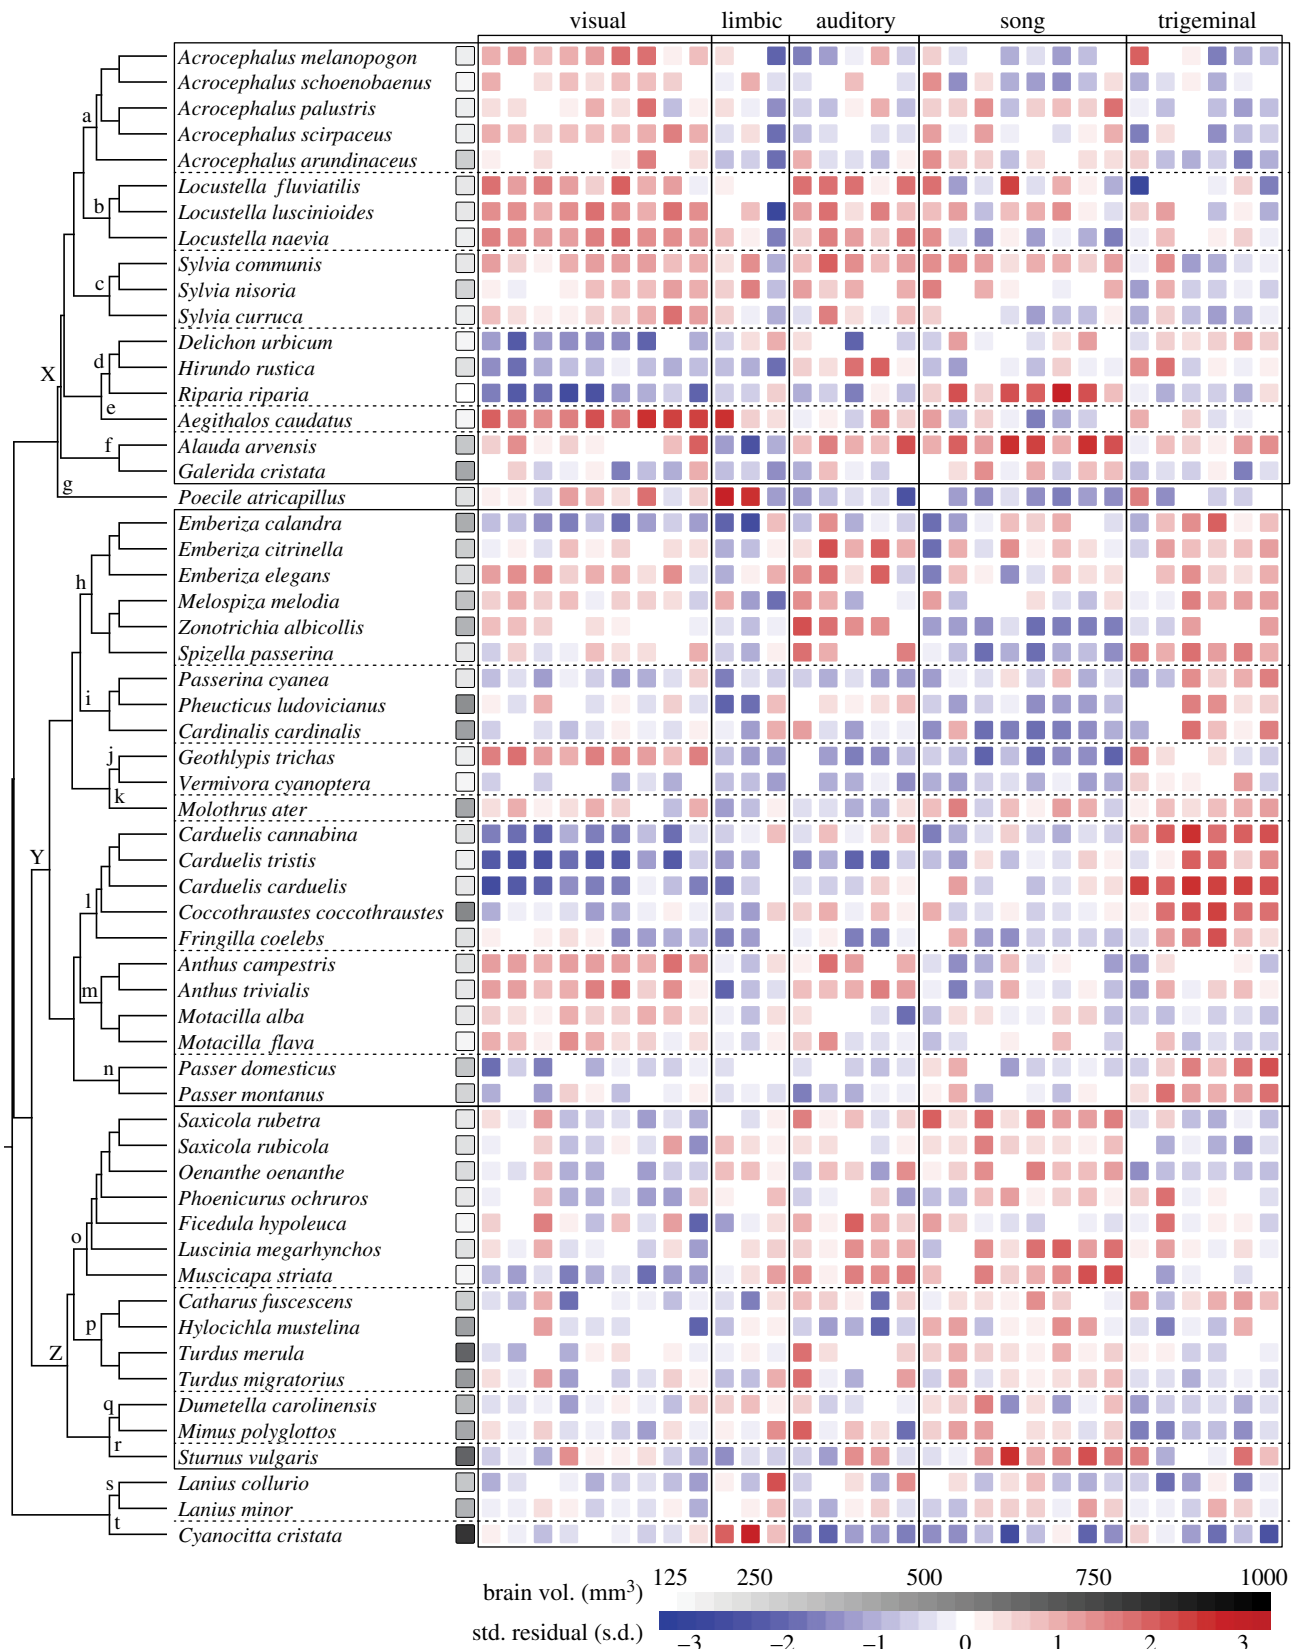 visual limbic auditory song trigeminal
Acrocephalus melanopogon
Acrocephalus schoenobaenus
a Acrocephalus palustris
Acrocephalus scirpaceus
Acrocephalus arundinaceus
Locustella fluviatilis
b Locustella luscinioides
Locustella naevia
Sylvia communis
c Sylvia nisoria
Sylvia curruca
Delichon urbicum
X d Hirundo rustica
Riparia riparia
e Aegithalos caudatus
f Alauda arvensis
Galerida cristata
g Poecile atricapillus
Emberiza calandra
Emberiza citrinella
h Emberiza elegans
Melospiza melodia
Zonotrichia albicollis
Spizella passerina
Passerina cyanea
i Pheucticus ludovicianus
Cardinalis cardinalis
j Geothlypis trichas
Vermivora cyanoptera
k Molothrus ater
Carduelis cannabina
Y Carduelis tristis
Carduelis carduelis
l Coccothraustes coccothraustes
Fringilla coelebs
Anthus campestris
m Anthus trivialis
Motacilla alba
Motacilla flava
n Passer domesticus
Passer montanus
Saxicola rubetra
Saxicola rubicola
Oenanthe oenanthe
Phoenicurus ochruros
Ficedula hypoleuca
o Luscinia megarhynchos
Muscicapa striata
Catharus fuscescens
p Hylocichla mustelina
Z Turdus merula
Turdus migratorius
q Dumetella carolinensis
Mimus polyglottos
r Sturnus vulgaris
s Lanius collurio
Lanius minor
t Cyanocitta cristata
125 250 500 750 1000
brain vol. (mm³)
std. residual (s.d.)
−3 −2 −1 0 1 2 3